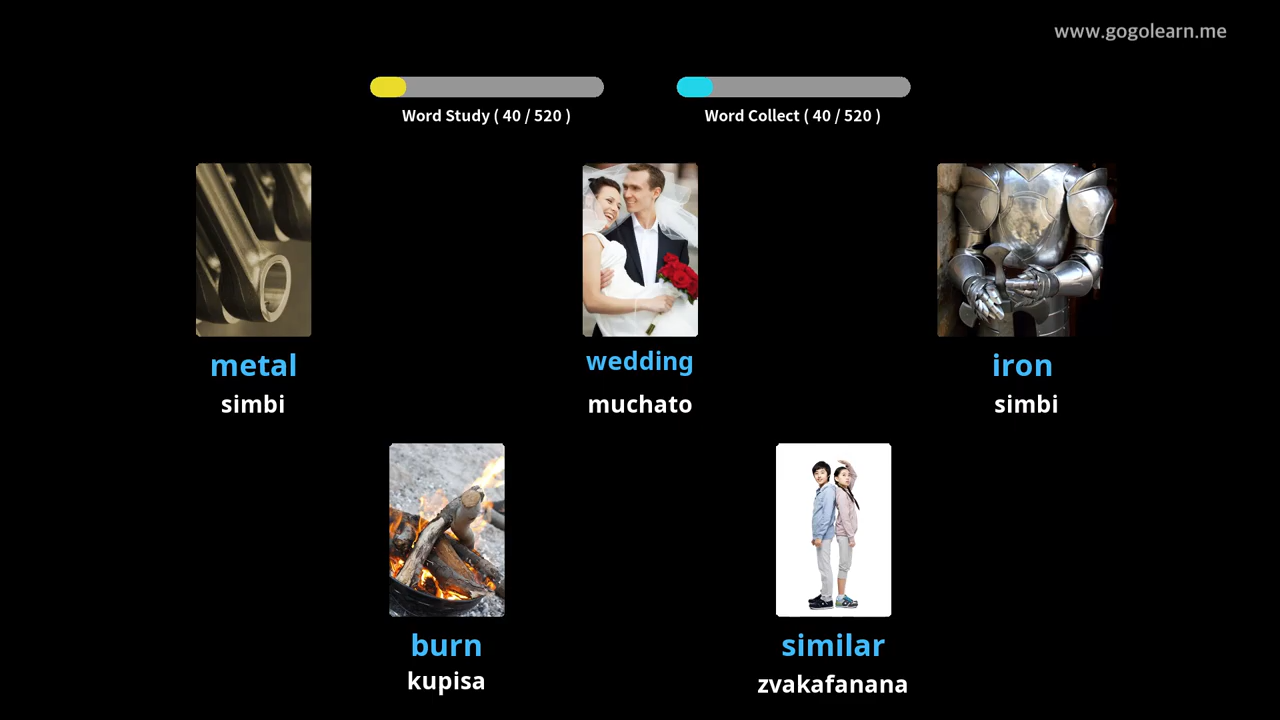 www.gogolearn.me
Word Study ( 40 / 520 )
Word Collect ( 40 / 520 )
metal
simbi
wedding
muchato
iron
simbi
burn
kupisa
similar
zvakafanana